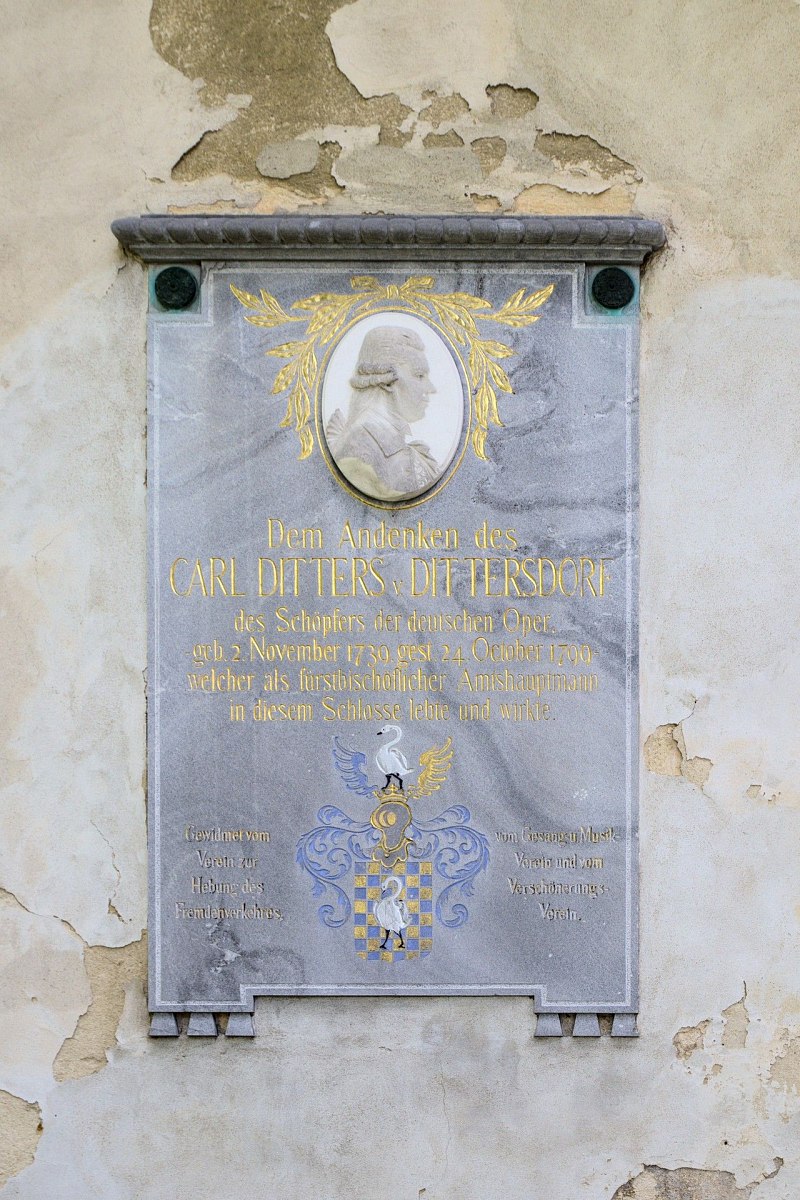 Dem Andenken des
CARL DITTERS v. DITTERSDORF
des Schöpfers der deutschen Oper.
geb. 2. November 1739. gest. 24. October 1799.
welcher als fürstbischöflicher Amtshauptmann
in diesem Schlosse lebte und wirkte.
Gewidmet vom
Verein zur
Hebung des
Fremdenverkehres.
vom Gesang-u. Musik-
Verein und vom
Verschönerungs-
Verein.